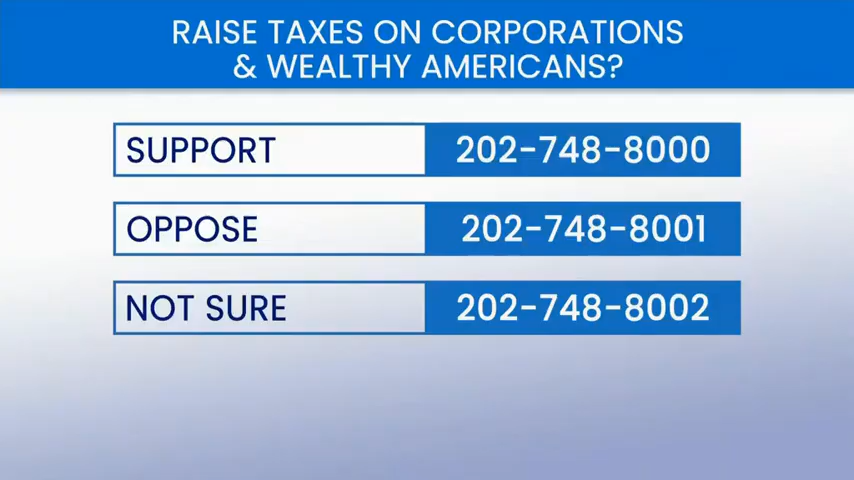 RAISE TAXES ON CORPORATIONS
& WEALTHY AMERICANS?
SUPPORT 202-748-8000
OPPOSE 202-748-8001
NOT SURE 202-748-8002